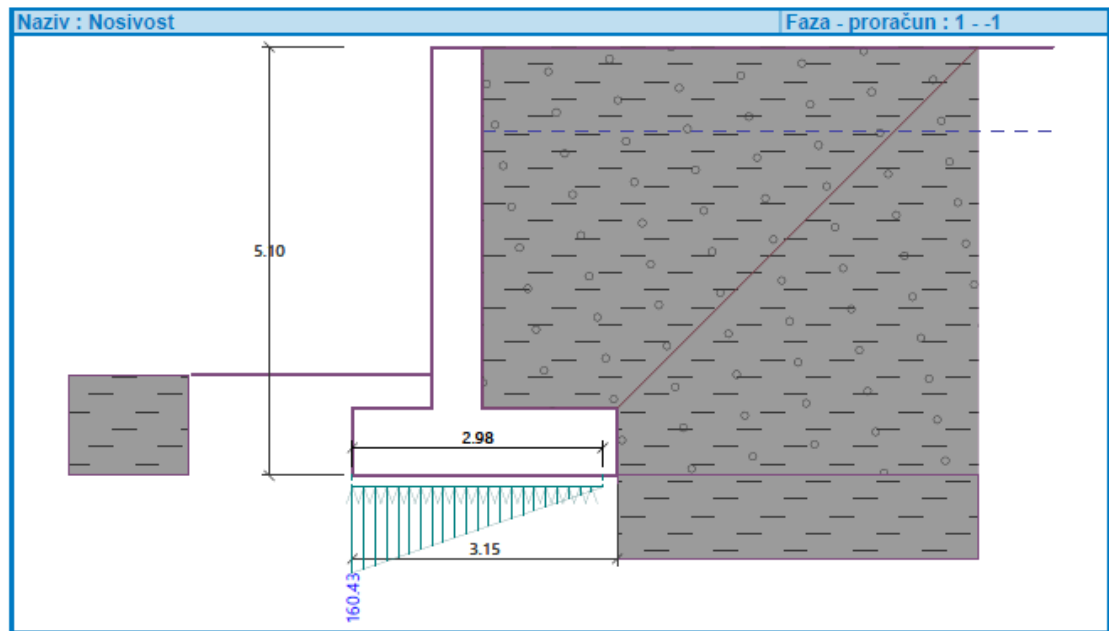 Naziv : Nosivost
Faza - proračun : 1 - -1
5.10
2.98
3.15
160.43